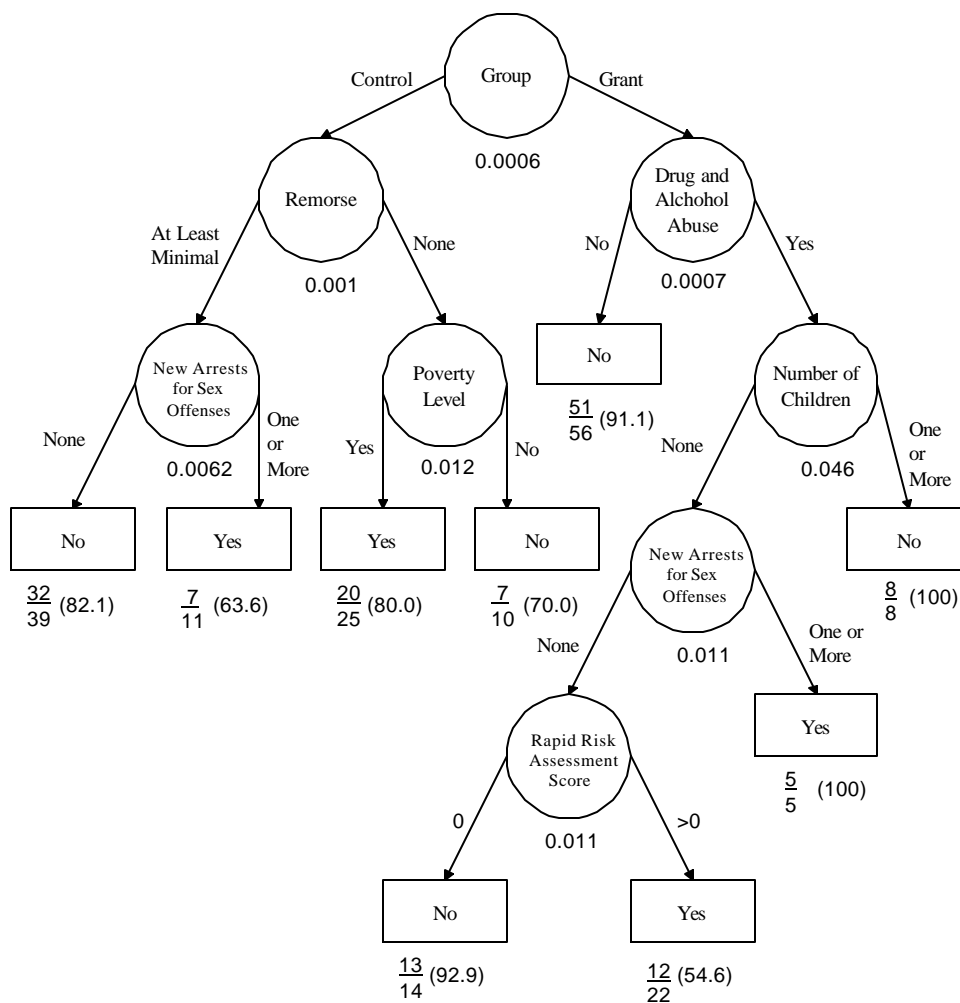 Group
Control
Grant
0.0006
Remorse
Drug and
Alchohol
Abuse
At Least
Minimal
None
No
Yes
0.001
0.0007
New Arrests
for Sex
Offenses
Poverty
Level
No
Number of
Children
51
56 (91.1)
None
One
or
More
Yes
No
None
One
or
More
0.0062
0.012
0.046
No
Yes
Yes
No
New Arrests
for Sex
Offenses
No
32
39 (82.1)
7
11 (63.6)
20
25 (80.0)
7
10 (70.0)
8
8 (100)
None
One or
More
0.011
Rapid Risk
Assessment
Score
Yes
5
5 (100)
0
>0
0.011
No
Yes
13
14 (92.9)
12
22 (54.6)